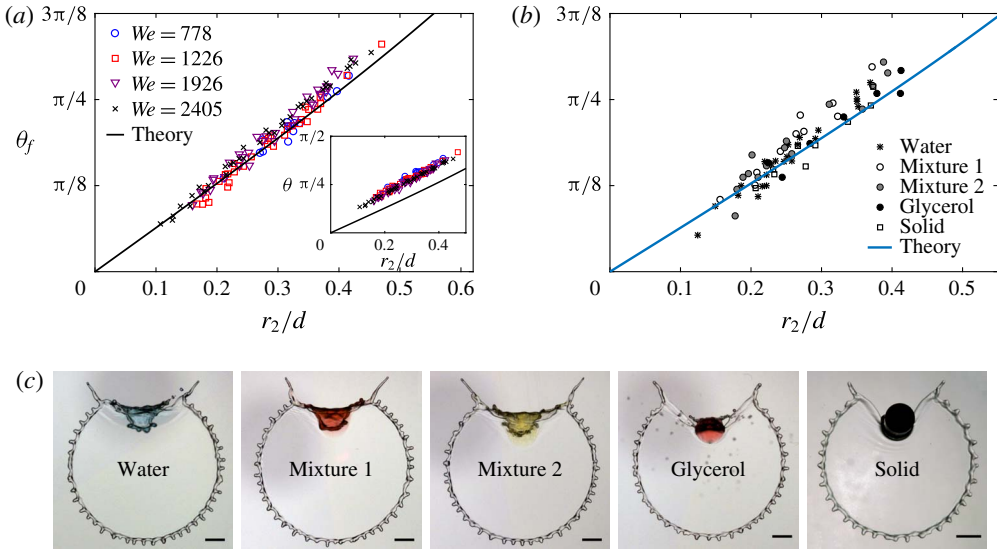 (a)
3π/8
π/4
π/8
0
θf
We = 778
We = 1226
We = 1926
We = 2405
Theory
0.1 0.2 0.3 0.4 0.5 0.6
r2/d
π/2
θ π/4
0 0.2 0.4
r2/d
(b)
3π/8
π/4
π/8
0 0.1 0.2 0.3 0.4 0.5
r2/d
Water
Mixture 1
Mixture 2
Glycerol
Solid
Theory
(c)
Water Mixture 1 Mixture 2 Glycerol Solid